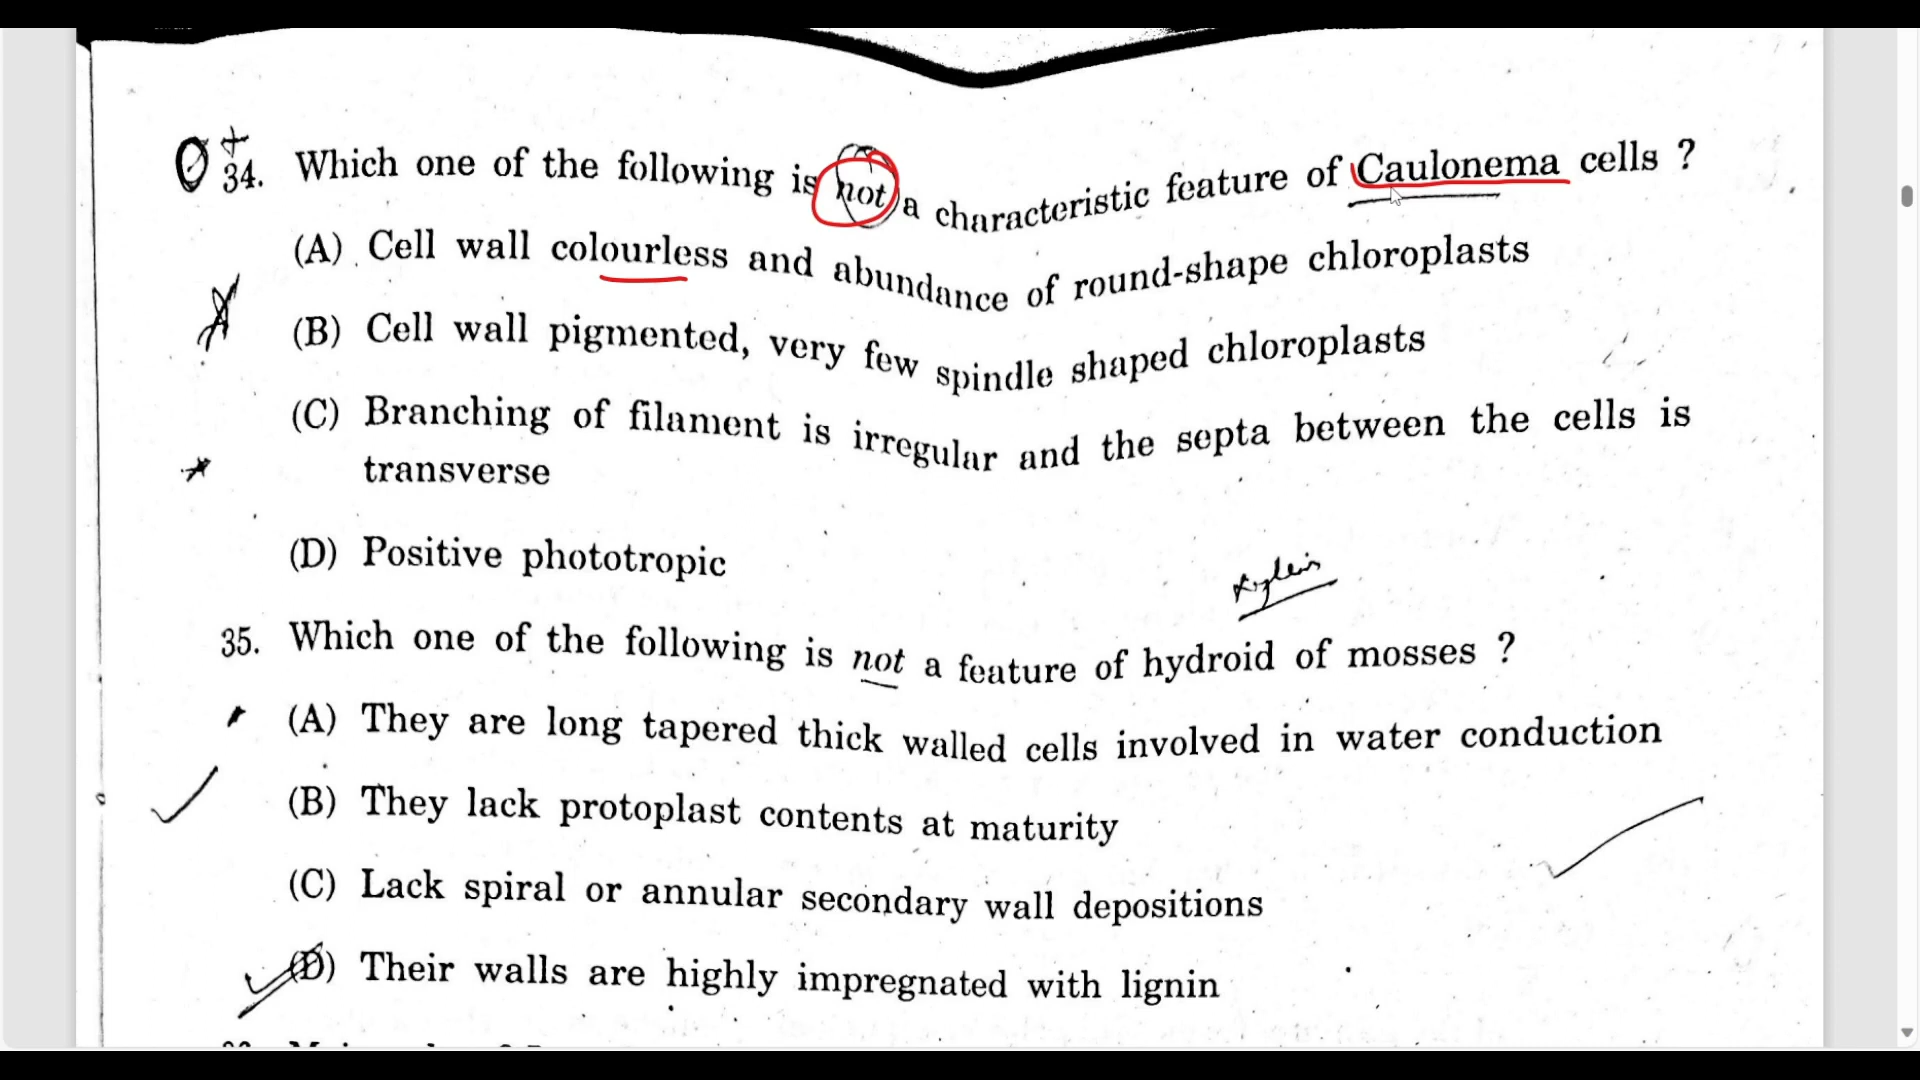 34. Which one of the following is not a characteristic feature of Caulonema cells ?
(A) Cell wall colourless and abundance of round-shape chloroplasts
(B) Cell wall pigmented, very few spindle shaped chloroplasts
(C) Branching of filament is irregular and the septa between the cells is
transverse
(D) Positive phototropic
35. Which one of the following is not a feature of hydroid of mosses ?
(A) They are long tapered thick walled cells involved in water conduction
(B) They lack protoplast contents at maturity
(C) Lack spiral or annular secondary wall depositions
(D) Their walls are highly impregnated with lignin